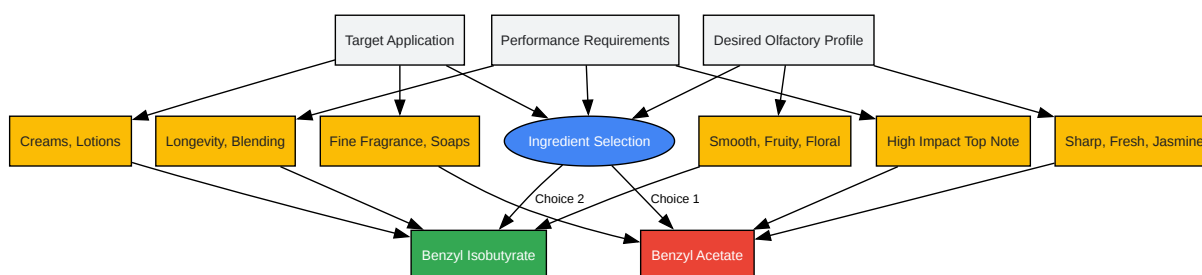 Target Application
Performance Requirements
Desired Olfactory Profile
Creams, Lotions
Longevity, Blending
Fine Fragrance, Soaps
Ingredient Selection
Smooth, Fruity, Floral
High Impact Top Note
Sharp, Fresh, Jasmine
Choice 2
Choice 1
Benzyl Isobutyrate
Benzyl Acetate